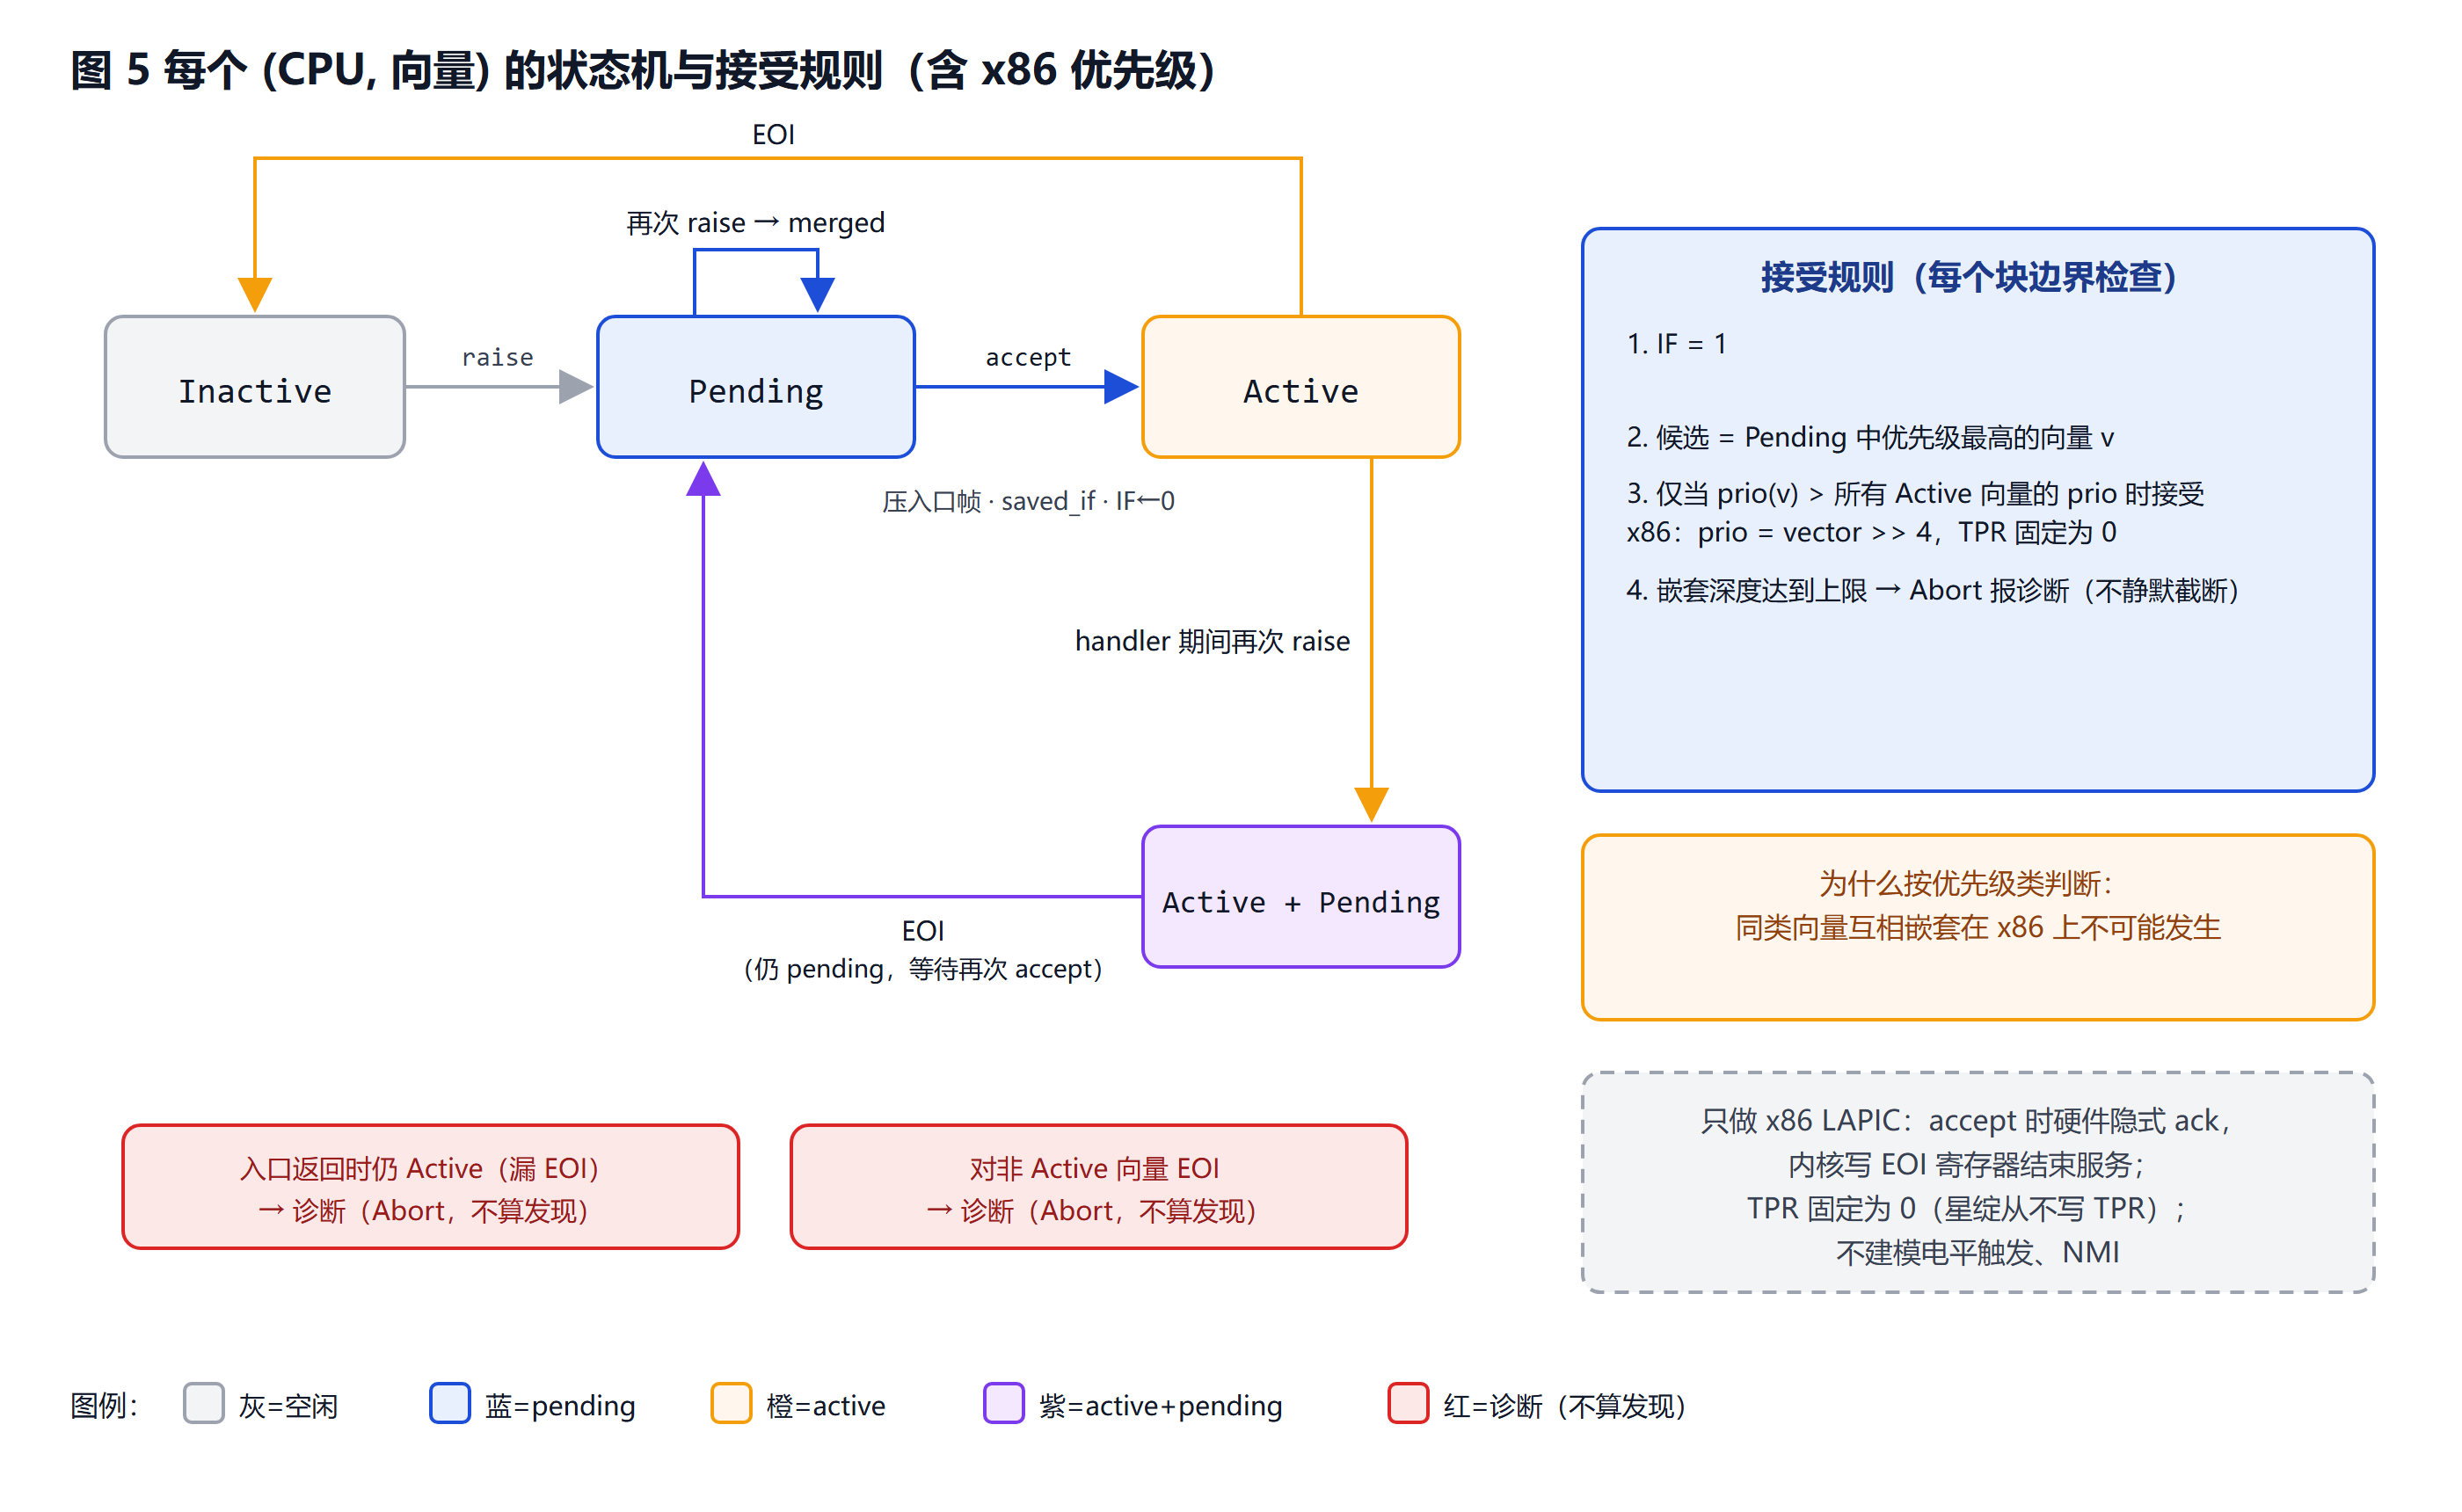 图 5 每个 (CPU, 向量) 的状态机与接受规则（含 x86 优先级）
EOI
再次 raise → merged
Inactive
raise
Pending
accept
Active
压入口帧 · saved_if · IF←0
handler 期间再次 raise
Active + Pending
EOI
（仍 pending，等待再次 accept）
接受规则（每个块边界检查）
1. IF = 1
2. 候选 = Pending 中优先级最高的向量 v
3. 仅当 prio(v) > 所有 Active 向量的 prio 时接受
x86：prio = vector >> 4，TPR 固定为 0
4. 嵌套深度达到上限 → Abort 报诊断（不静默截断）
为什么按优先级类判断：
同类向量互相嵌套在 x86 上不可能发生
只做 x86 LAPIC：accept 时硬件隐式 ack，
内核写 EOI 寄存器结束服务；
TPR 固定为 0（星绽从不写 TPR）；
不建模电平触发、NMI
入口返回时仍 Active（漏 EOI）
→ 诊断（Abort，不算发现）
对非 Active 向量 EOI
→ 诊断（Abort，不算发现）
图例：
灰=空闲
蓝=pending
橙=active
紫=active+pending
红=诊断（不算发现）